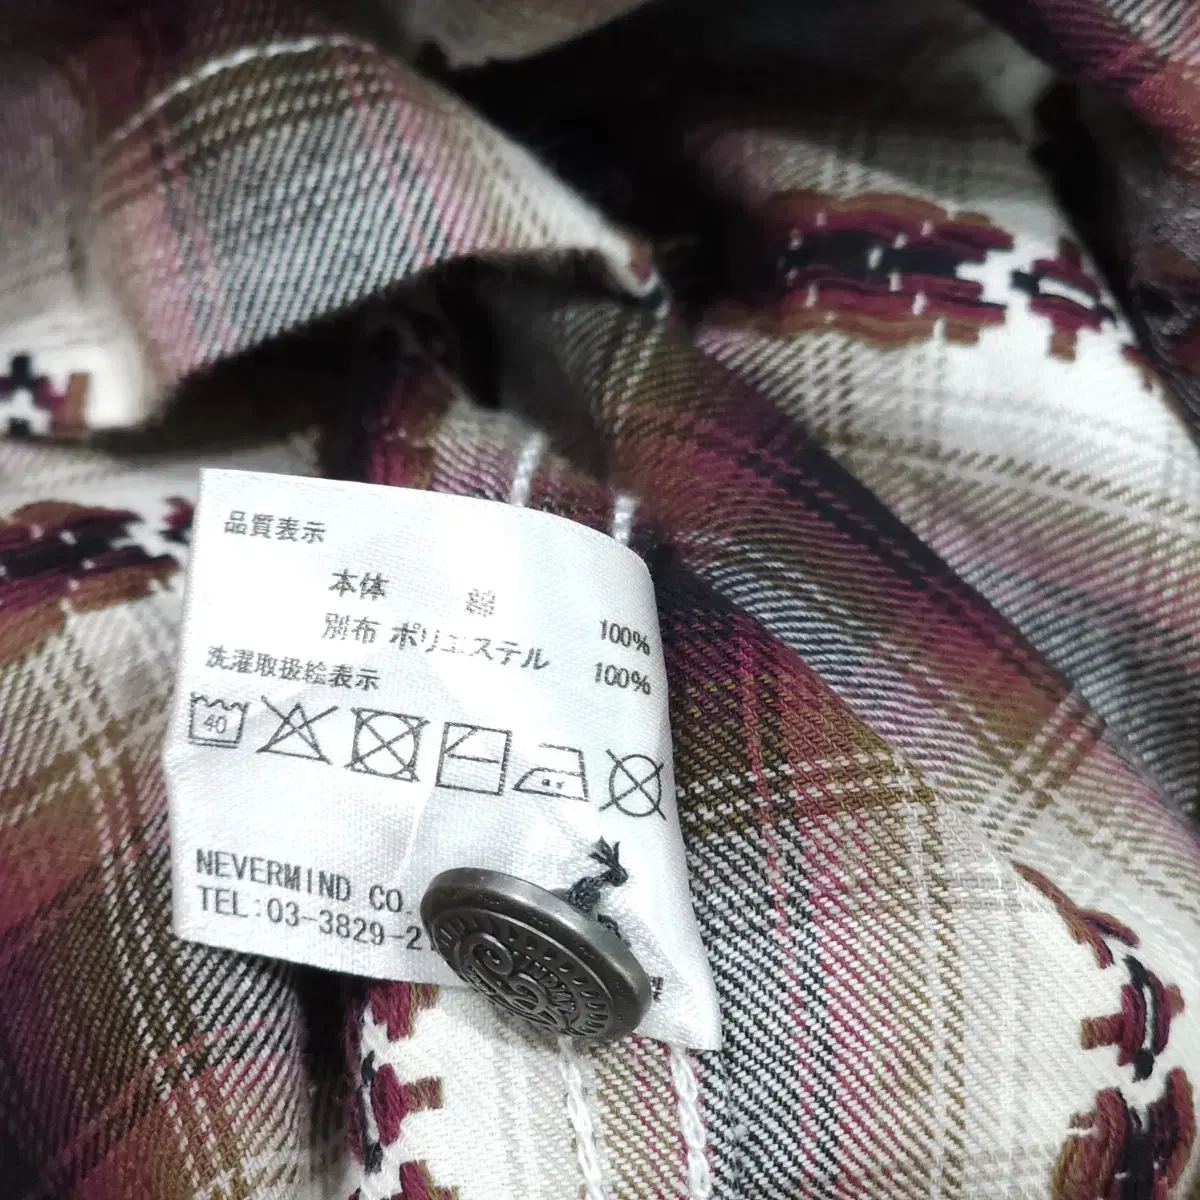 品質表示
本体 綿 100%
別布 ポリエステル 100%
洗濯取扱絵表示
40
NEVERMIND CO.
TEL:03-3829-2